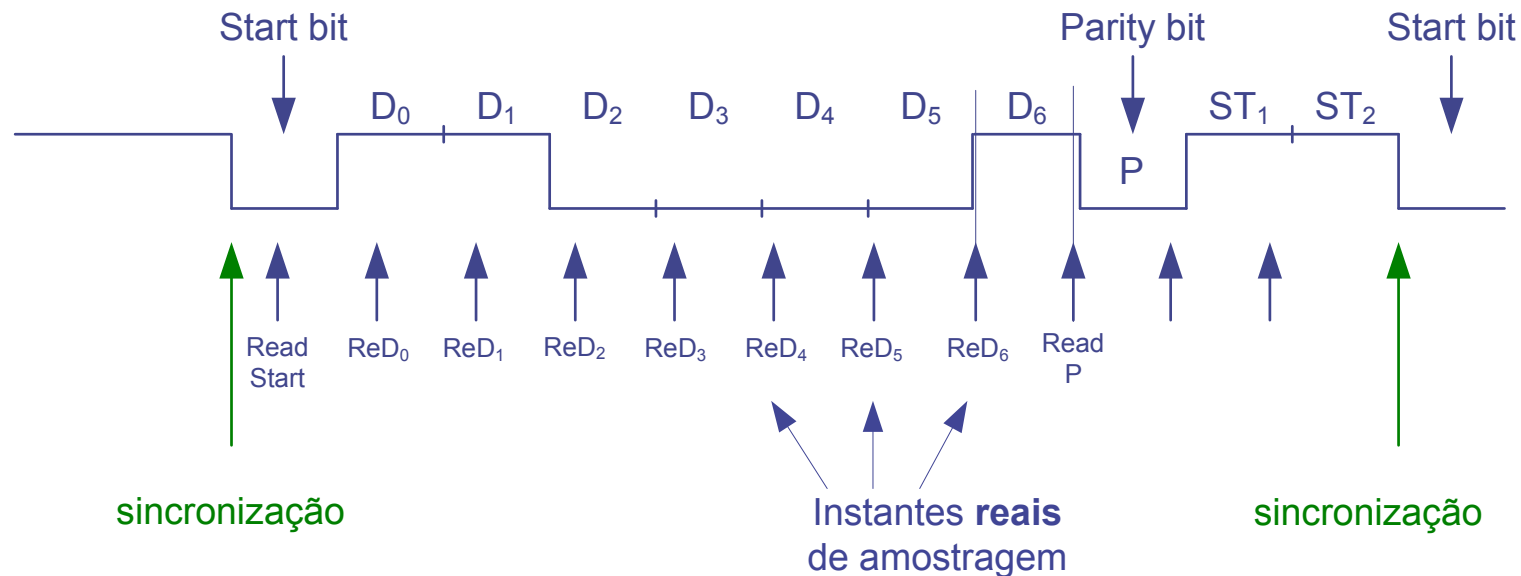 Start bit Parity bit Start bit
D₀ D₁ D₂ D₃ D₄ D₅ D₆ ST₁ ST₂
P
Read Start
ReD₀ ReD₁ ReD₂ ReD₃ ReD₄ ReD₅ ReD₆
Read P
sincronização
Instantes reais
de amostragem
sincronização